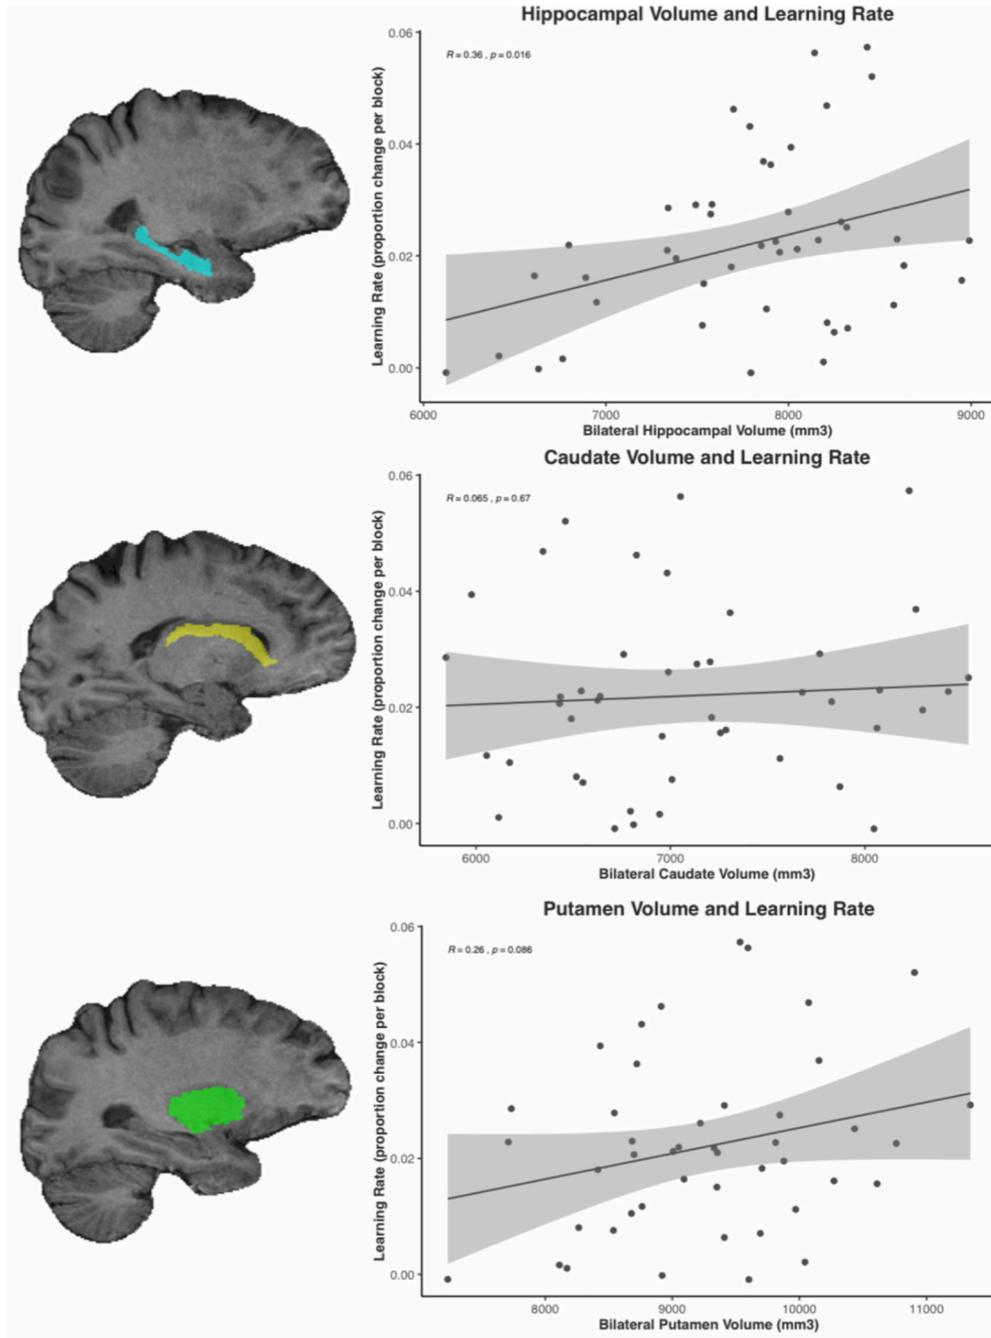 Hippocampal Volume and Learning Rate
Learning Rate (proportion change per block)
0.06
0.04
0.02
0.00
R = 0.36 , p = 0.016
6000 7000 8000 9000
Bilateral Hippocampal Volume (mm3)
Caudate Volume and Learning Rate
Learning Rate (proportion change per block)
0.06
0.04
0.02
0.00
R = 0.065 , p = 0.67
6000 7000 8000
Bilateral Caudate Volume (mm3)
Putamen Volume and Learning Rate
Learning Rate (proportion change per block)
0.06
0.04
0.02
0.00
R = 0.26 , p = 0.086
8000 9000 10000 11000
Bilateral Putamen Volume (mm3)